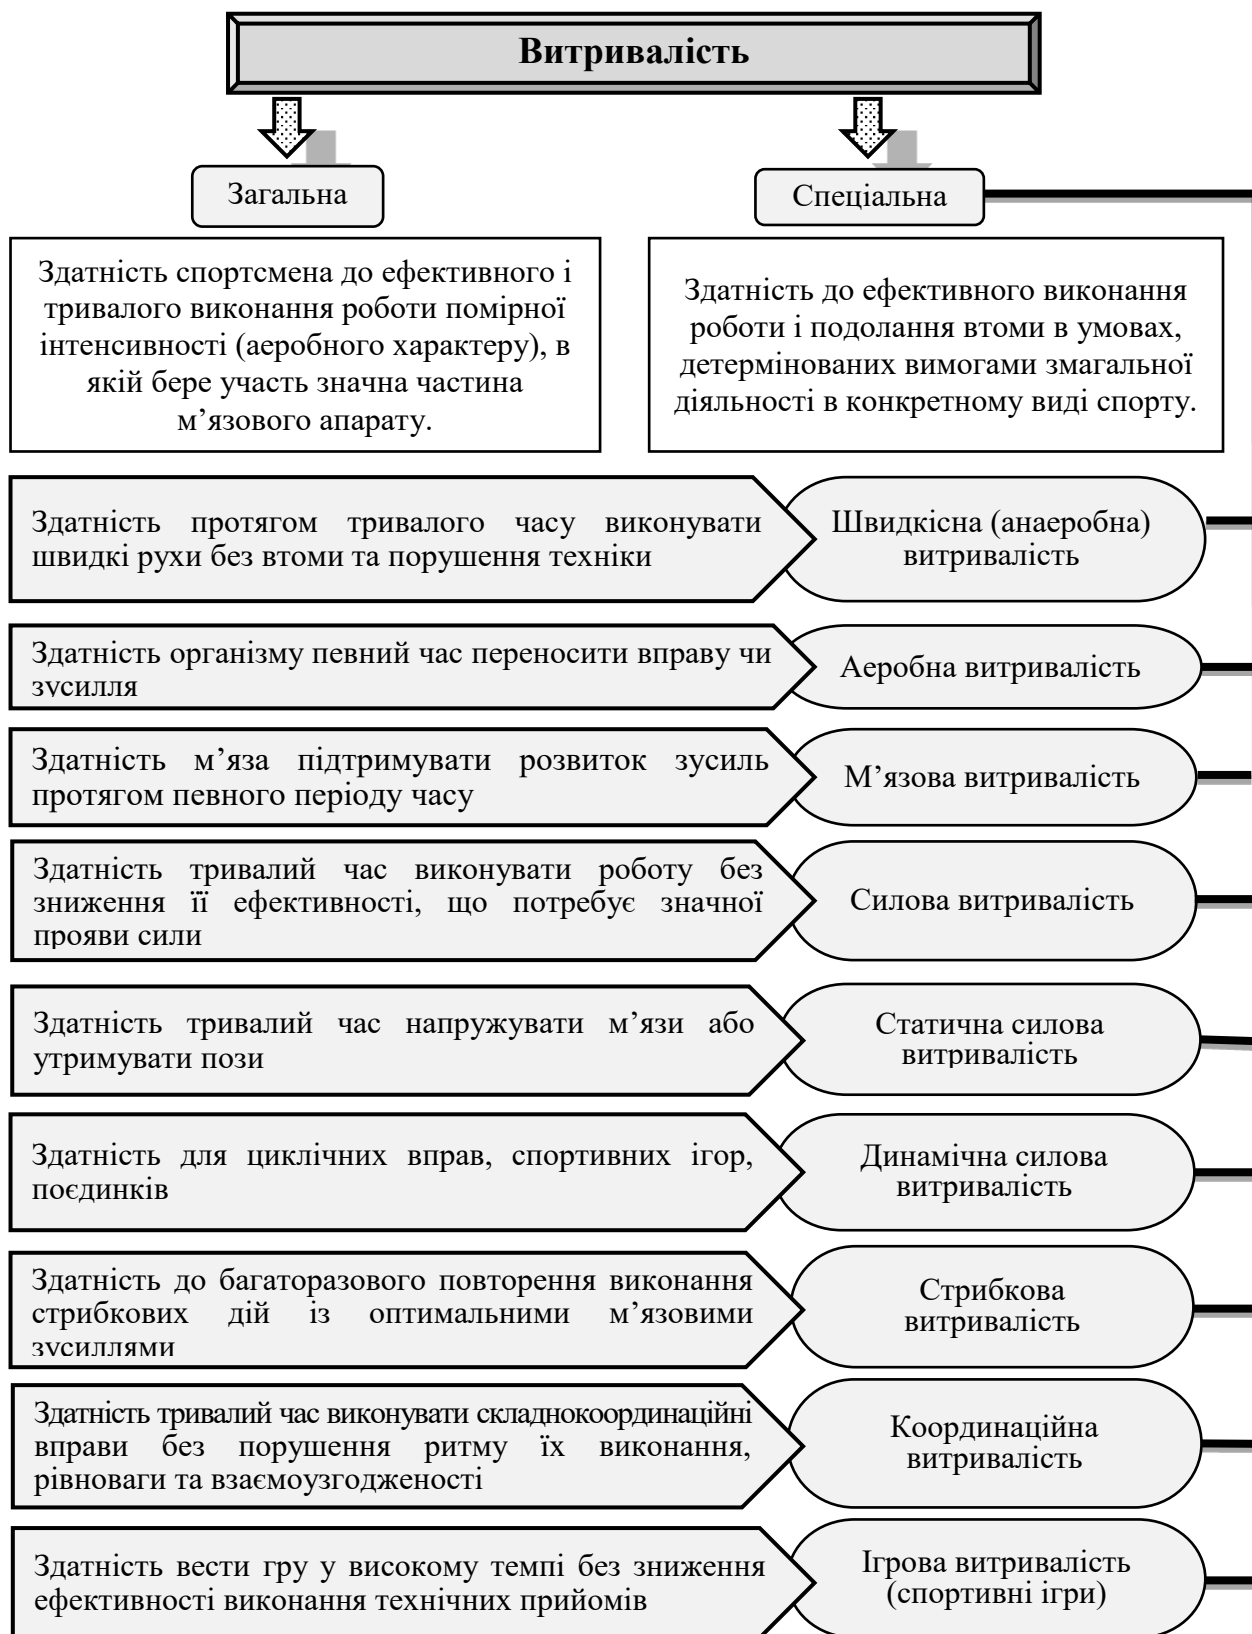 Витривалість
Загальна
Спеціальна
Здатність спортсмена до ефективного і
тривалого виконання роботи помірної
інтенсивності (аеробного характеру), в
якій бере участь значна частина
м’язового апарату.
Здатність до ефективного виконання
роботи і подолання втоми в умовах,
детермінованих вимогами змагальної
діяльності в конкретному виді спорту.
Здатність протягом тривалого часу виконувати
швидкі рухи без втоми та порушення техніки
Швидкісна (анаеробна)
витривалість
Здатність організму певний час переносити вправу чи
зусилля
Аеробна витривалість
Здатність м’яза підтримувати розвиток зусиль
протягом певного періоду часу
М’язова витривалість
Здатність тривалий час виконувати роботу без
зниження її ефективності, що потребує значної
прояви сили
Силова витривалість
Здатність тривалий час напружувати м’язи або
утримувати пози
Статична силова
витривалість
Здатність для циклічних вправ, спортивних ігор,
поєдинків
Динамічна силова
витривалість
Здатність до багаторазового повторення виконання
стрибкових дій із оптимальними м’язовими
зусиллями
Стрибкова
витривалість
Здатність тривалий час виконувати складнокоординаційні
вправи без порушення ритму їх виконання,
рівноваги та взаємоузгодженості
Координаційна
витривалість
Здатність вести гру у високому темпі без зниження
ефективності виконання технічних прийомів
Ігрова витривалість
(спортивні ігри)